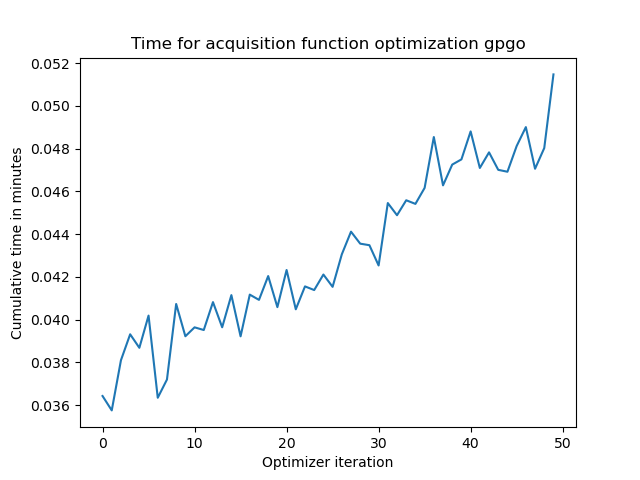 Time for acquisition function optimization gpgo
0.052
0.050
0.048
0.046
0.044
0.042
0.040
0.038
0.036
Cumulative time in minutes
0 10 20 30 40 50
Optimizer iteration